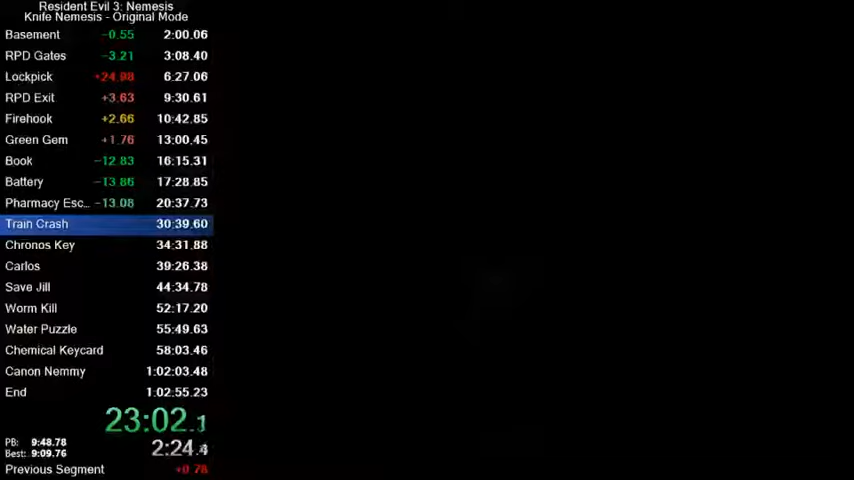 Resident Evil 3: Nemesis
Knife Nemesis - Original Mode
Basement -0.55 2:00.06
RPD Gates -3.21 3:08.40
Lockpick +24.98 6:27.06
RPD Exit +3.63 9:30.61
Firehook +2.66 10:42.85
Green Gem +1.76 13:00.45
Book -12.83 16:15.31
Battery -13.86 17:28.85
Pharmacy Esc... -13.08 20:37.73
Train Crash 30:39.60
Chronos Key 34:31.88
Carlos 39:26.38
Save Jill 44:34.78
Worm Kill 52:17.20
Water Puzzle 55:49.63
Chemical Keycard 58:03.46
Canon Nemmy 1:02:03.48
End 1:02:55.23
23:02.1
PB: 9:48.78
Best: 9:09.76
2:24.4
Previous Segment +0.78